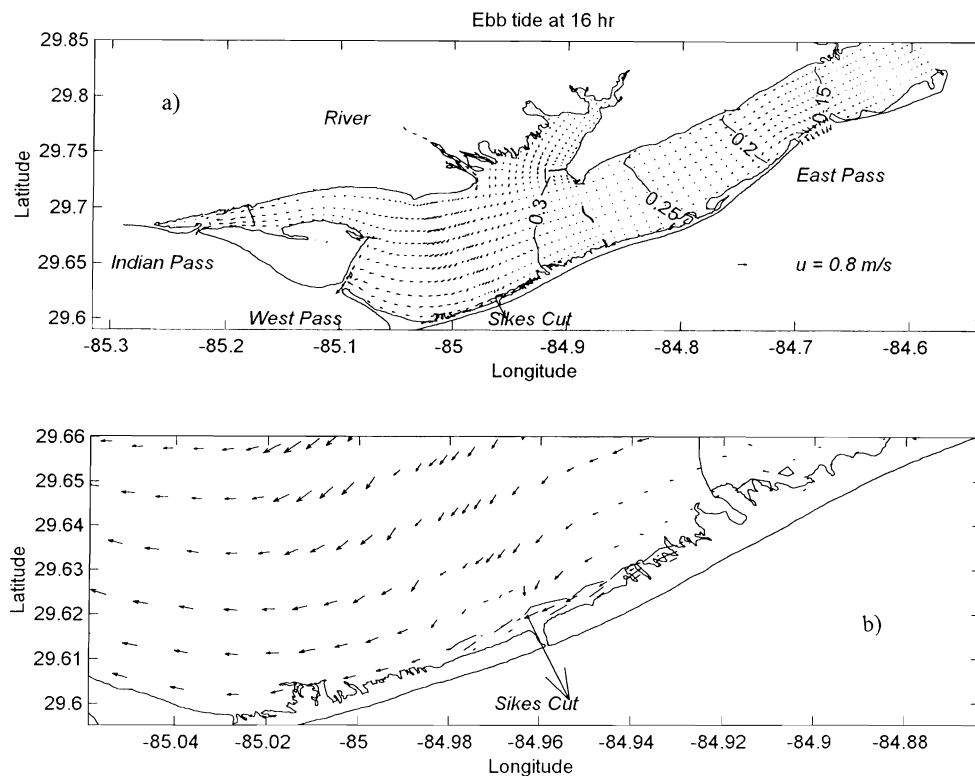 Ebb tide at 16 hr
29.85
29.8
29.75
29.7
29.65
29.6
Latitude
a)
River
0.15
0.2
0.25
0.3
East Pass
Indian Pass
West Pass
Sikes Cut
u = 0.8 m/s
-85.3
-85.2
-85.1
-85
-84.9
-84.8
-84.7
-84.6
Longitude
29.66
29.65
29.64
29.63
29.62
29.61
29.6
Latitude
b)
Sikes Cut
-85.04
-85.02
-85
-84.98
-84.96
-84.94
-84.92
-84.9
-84.88
Longitude